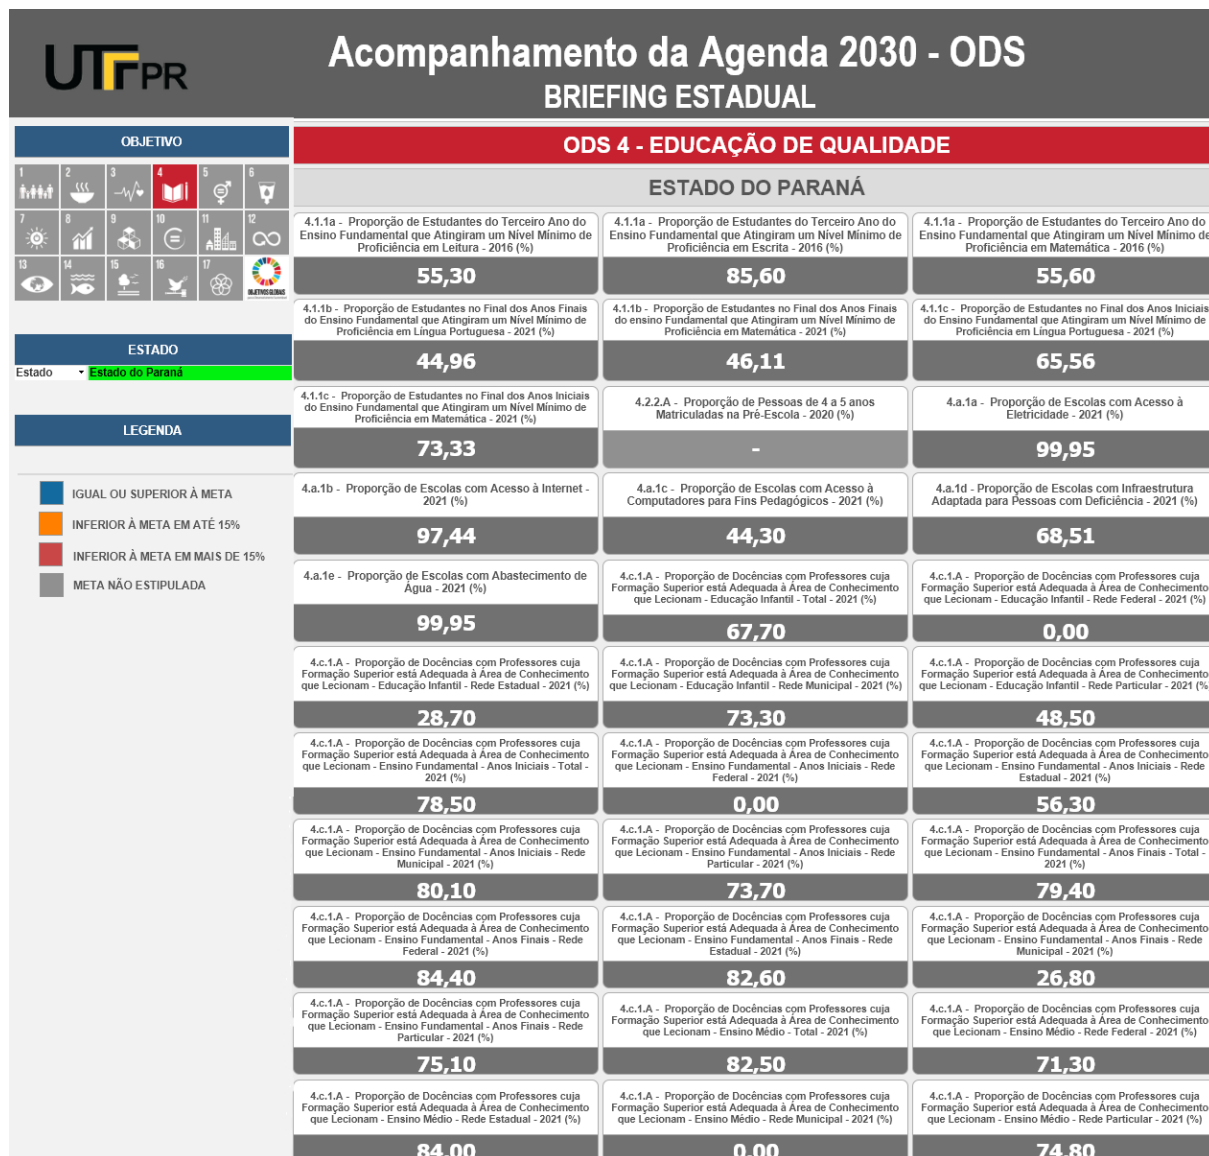 UTFPR
Acompanhamento da Agenda 2030 - ODS
BRIEFING ESTADUAL
OBJETIVO
1
2
3
4
5
6
7
8
9
10
11
12
13
14
15
16
17
OBJETIVOS GLOBAIS
ESTADO
Estado
Estado do Paraná
LEGENDA
IGUAL OU SUPERIOR À META
INFERIOR À META EM ATÉ 15%
INFERIOR À META EM MAIS DE 15%
META NÃO ESTIPULADA
ODS 4 - EDUCAÇÃO DE QUALIDADE
ESTADO DO PARANÁ
4.1.1a - Proporção de Estudantes do Terceiro Ano do
Ensino Fundamental que Atingiram um Nível Mínimo de
Proficiência em Leitura - 2016 (%)
55,30
4.1.1a - Proporção de Estudantes do Terceiro Ano do
Ensino Fundamental que Atingiram um Nível Mínimo de
Proficiência em Escrita - 2016 (%)
85,60
4.1.1a - Proporção de Estudantes do Terceiro Ano do
Ensino Fundamental que Atingiram um Nível Mínimo de
Proficiência em Matemática - 2016 (%)
55,60
4.1.1b - Proporção de Estudantes no Final dos Anos Finais
do Ensino Fundamental que Atingiram um Nível Mínimo de
Proficiência em Língua Portuguesa - 2021 (%)
44,96
4.1.1b - Proporção de Estudantes no Final dos Anos Finais
do ensino Fundamental que Atingiram um Nível Mínimo de
Proficiência em Matemática - 2021 (%)
46,11
4.1.1c - Proporção de Estudantes no Final dos Anos Iniciais
do Ensino Fundamental que Atingiram um Nível Mínimo de
Proficiência em Língua Portuguesa - 2021 (%)
65,56
4.1.1c - Proporção de Estudantes no Final dos Anos Iniciais
do Ensino Fundamental que Atingiram um Nível Mínimo de
Proficiência em Matemática - 2021 (%)
73,33
4.2.2.A - Proporção de Pessoas de 4 a 5 anos
Matriculadas na Pré-Escola - 2020 (%)
-
4.a.1a - Proporção de Escolas com Acesso à
Eletricidade - 2021 (%)
99,95
4.a.1b - Proporção de Escolas com Acesso à Internet -
2021 (%)
97,44
4.a.1c - Proporção de Escolas com Acesso à
Computadores para Fins Pedagógicos - 2021 (%)
44,30
4.a.1d - Proporção de Escolas com Infraestrutura
Adaptada para Pessoas com Deficiência - 2021 (%)
68,51
4.a.1e - Proporção de Escolas com Abastecimento de
Água - 2021 (%)
99,95
4.c.1.A - Proporção de Docências com Professores cuja
Formação Superior está Adequada à Área de Conhecimento
que Lecionam - Educação Infantil - Total - 2021 (%)
67,70
4.c.1.A - Proporção de Docências com Professores cuja
Formação Superior está Adequada à Área de Conhecimento
que Lecionam - Educação Infantil - Rede Federal - 2021 (%)
0,00
4.c.1.A - Proporção de Docências com Professores cuja
Formação Superior está Adequada à Área de Conhecimento
que Lecionam - Educação Infantil - Rede Estadual - 2021 (%)
28,70
4.c.1.A - Proporção de Docências com Professores cuja
Formação Superior está Adequada à Área de Conhecimento
que Lecionam - Educação Infantil - Rede Municipal - 2021 (%)
73,30
4.c.1.A - Proporção de Docências com Professores cuja
Formação Superior está Adequada à Área de Conhecimento
que Lecionam - Educação Infantil - Rede Particular - 2021 (%
48,50
4.c.1.A - Proporção de Docências com Professores cuja
Formação Superior está Adequada à Área de Conhecimento
que Lecionam - Ensino Fundamental - Anos Iniciais - Total -
2021 (%)
78,50
4.c.1.A - Proporção de Docências com Professores cuja
Formação Superior está Adequada à Área de Conhecimento
que Lecionam - Ensino Fundamental - Anos Iniciais - Rede
Federal - 2021 (%)
0,00
4.c.1.A - Proporção de Docências com Professores cuja
Formação Superior está Adequada à Área de Conhecimento
que Lecionam - Ensino Fundamental - Anos Iniciais - Rede
Estadual - 2021 (%)
56,30
4.c.1.A - Proporção de Docências com Professores cuja
Formação Superior está Adequada à Área de Conhecimento
que Lecionam - Ensino Fundamental - Anos Iniciais - Rede
Municipal - 2021 (%)
80,10
4.c.1.A - Proporção de Docências com Professores cuja
Formação Superior está Adequada à Área de Conhecimento
que Lecionam - Ensino Fundamental - Anos Iniciais - Rede
Particular - 2021 (%)
73,70
4.c.1.A - Proporção de Docências com Professores cuja
Formação Superior está Adequada à Área de Conhecimento
que Lecionam - Ensino Fundamental - Anos Finais - Total -
2021 (%)
79,40
4.c.1.A - Proporção de Docências com Professores cuja
Formação Superior está Adequada à Área de Conhecimento
que Lecionam - Ensino Fundamental - Anos Finais - Rede
Federal - 2021 (%)
84,40
4.c.1.A - Proporção de Docências com Professores cuja
Formação Superior está Adequada à Área de Conhecimento
que Lecionam - Ensino Fundamental - Anos Finais - Rede
Estadual - 2021 (%)
82,60
4.c.1.A - Proporção de Docências com Professores cuja
Formação Superior está Adequada à Área de Conhecimento
que Lecionam - Ensino Fundamental - Anos Finais - Rede
Municipal - 2021 (%)
26,80
4.c.1.A - Proporção de Docências com Professores cuja
Formação Superior está Adequada à Área de Conhecimento
que Lecionam - Ensino Fundamental - Anos Finais - Rede
Particular - 2021 (%)
75,10
4.c.1.A - Proporção de Docências com Professores cuja
Formação Superior está Adequada à Área de Conhecimento
que Lecionam - Ensino Médio - Total - 2021 (%)
82,50
4.c.1.A - Proporção de Docências com Professores cuja
Formação Superior está Adequada à Área de Conhecimento
que Lecionam - Ensino Médio - Rede Federal - 2021 (%)
71,30
4.c.1.A - Proporção de Docências com Professores cuja
Formação Superior está Adequada à Área de Conhecimento
que Lecionam - Ensino Médio - Rede Estadual - 2021 (%)
84,00
4.c.1.A - Proporção de Docências com Professores cuja
Formação Superior está Adequada à Área de Conhecimento
que Lecionam - Ensino Médio - Rede Municipal - 2021 (%)
0,00
4.c.1.A - Proporção de Docências com Professores cuja
Formação Superior está Adequada à Área de Conhecimento
que Lecionam - Ensino Médio - Rede Particular - 2021 (%)
74,80